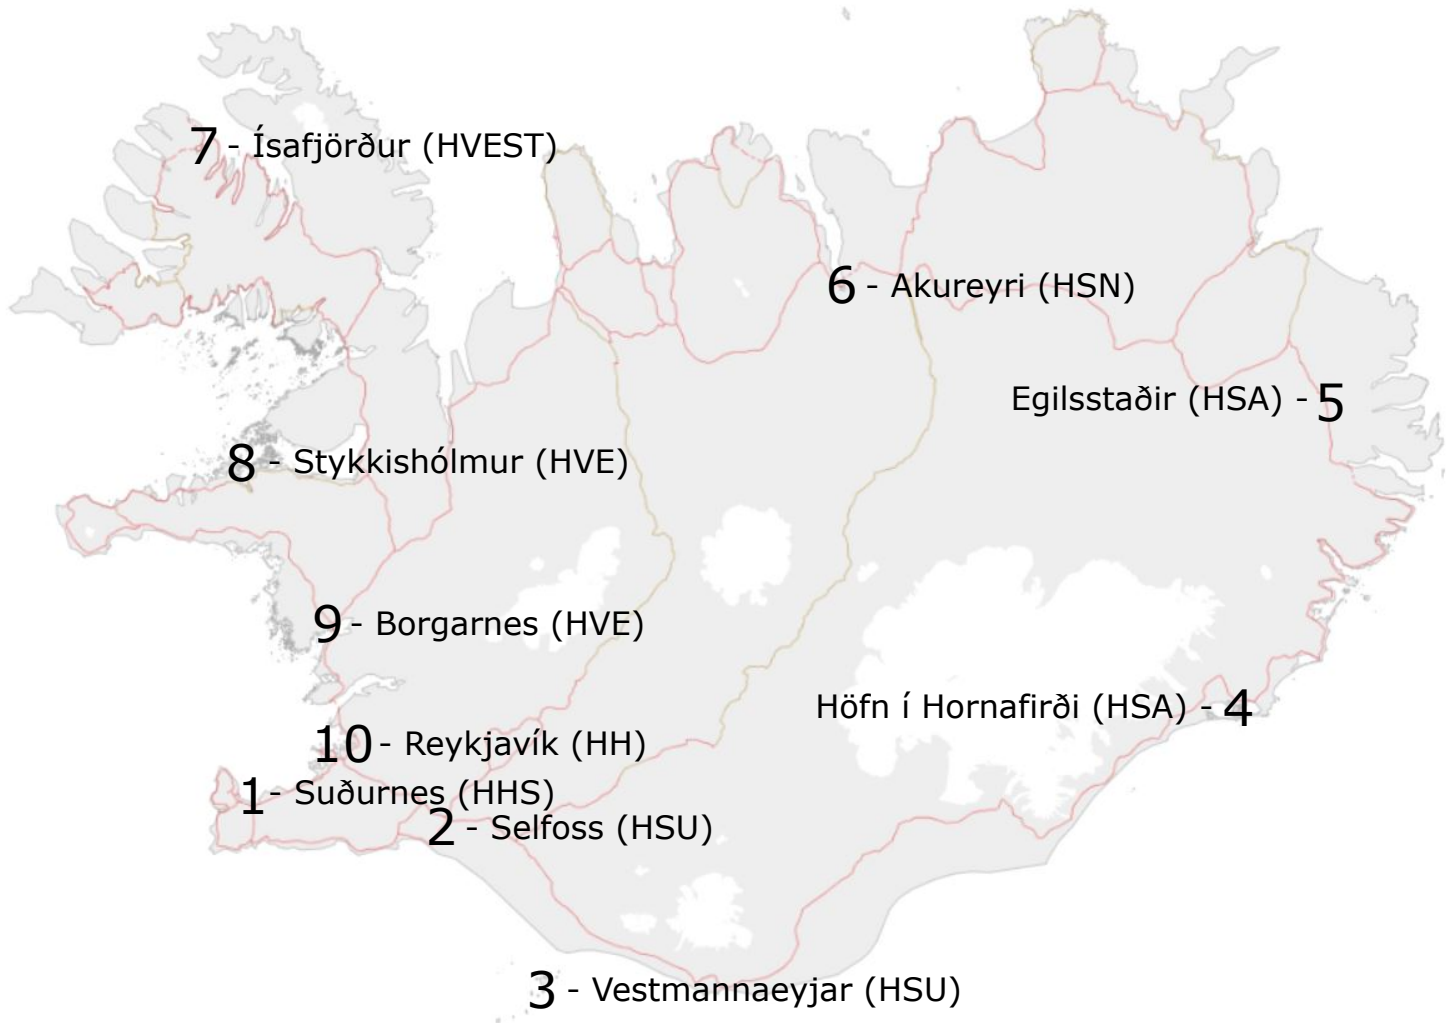 7 - Ísafjörður (HVEST)
6 - Akureyri (HSN)
Egilsstaðir (HSA) - 5
8 - Stykkishólmur (HVE)
9 - Borgarnes (HVE)
Höfn í Hornafirði (HSA) - 4
10 - Reykjavík (HH)
1 - Suðurnes (HHS)
2 - Selfoss (HSU)
3 - Vestmannaeyjar (HSU)